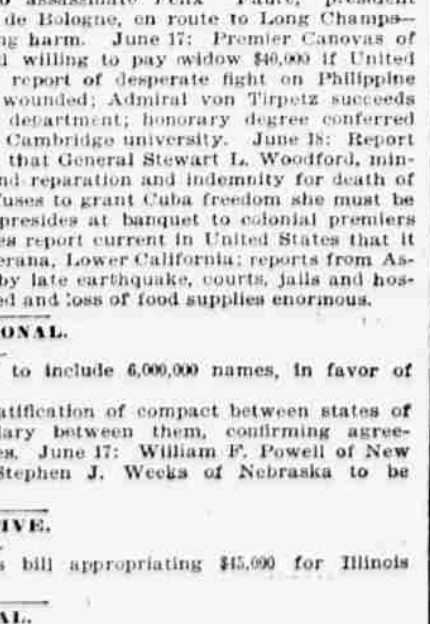 assassinate Felix Faure, president
de Bologne, en route to Long Champs—
ng harm. June 17: Premier Canovas of
d willing to pay widow $40,000 if United
report of desperate fight on Philippine
wounded; Admiral von Tirpetz succeeds
department; honorary degree conferred
Cambridge university. June 18: Report
that General Stewart L. Woodford, min-
nd reparation and indemnity for death of
fuses to grant Cuba freedom she must be
presides at banquet to colonial premiers
es report current in United States that it
erana, Lower California; reports from As-
by late earthquake, courts, jails and hos-
ed and loss of food supplies enormous.
ONAL.
to include 6,000,000 names, in favor of
atification of compact between states of
dary between them, confirming agree-
es. June 17: William F. Powell of New
Stephen J. Weeks of Nebraska to be
IVE.
s bill appropriating $45,000 for Illinois
AL.